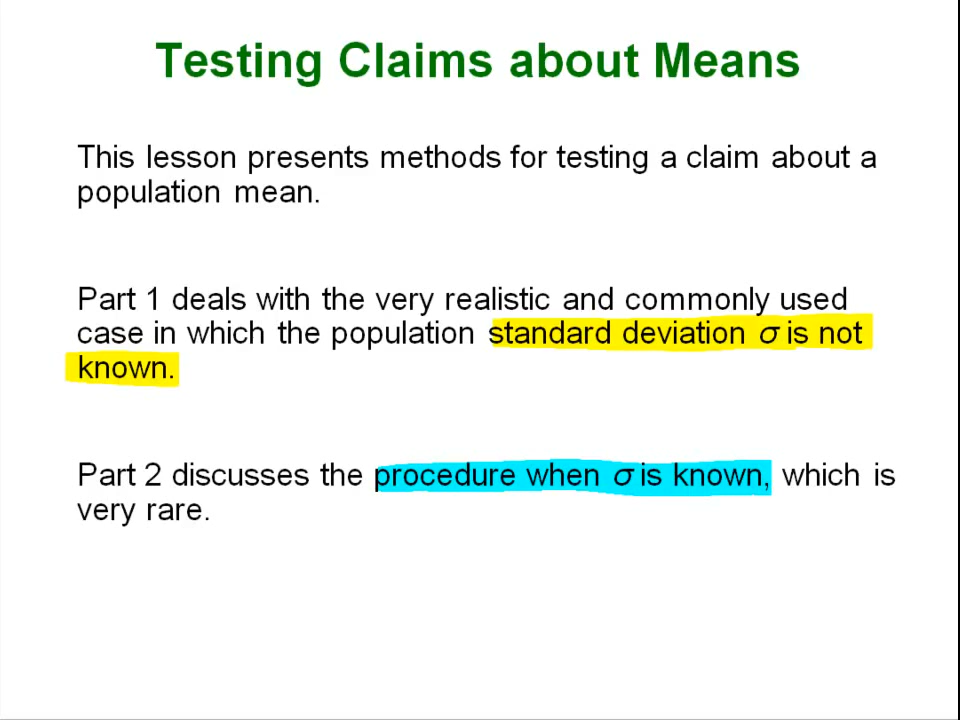 Testing Claims about Means
This lesson presents methods for testing a claim about a
population mean.
Part 1 deals with the very realistic and commonly used
case in which the population standard deviation σ is not
known.
Part 2 discusses the procedure when σ is known, which is
very rare.